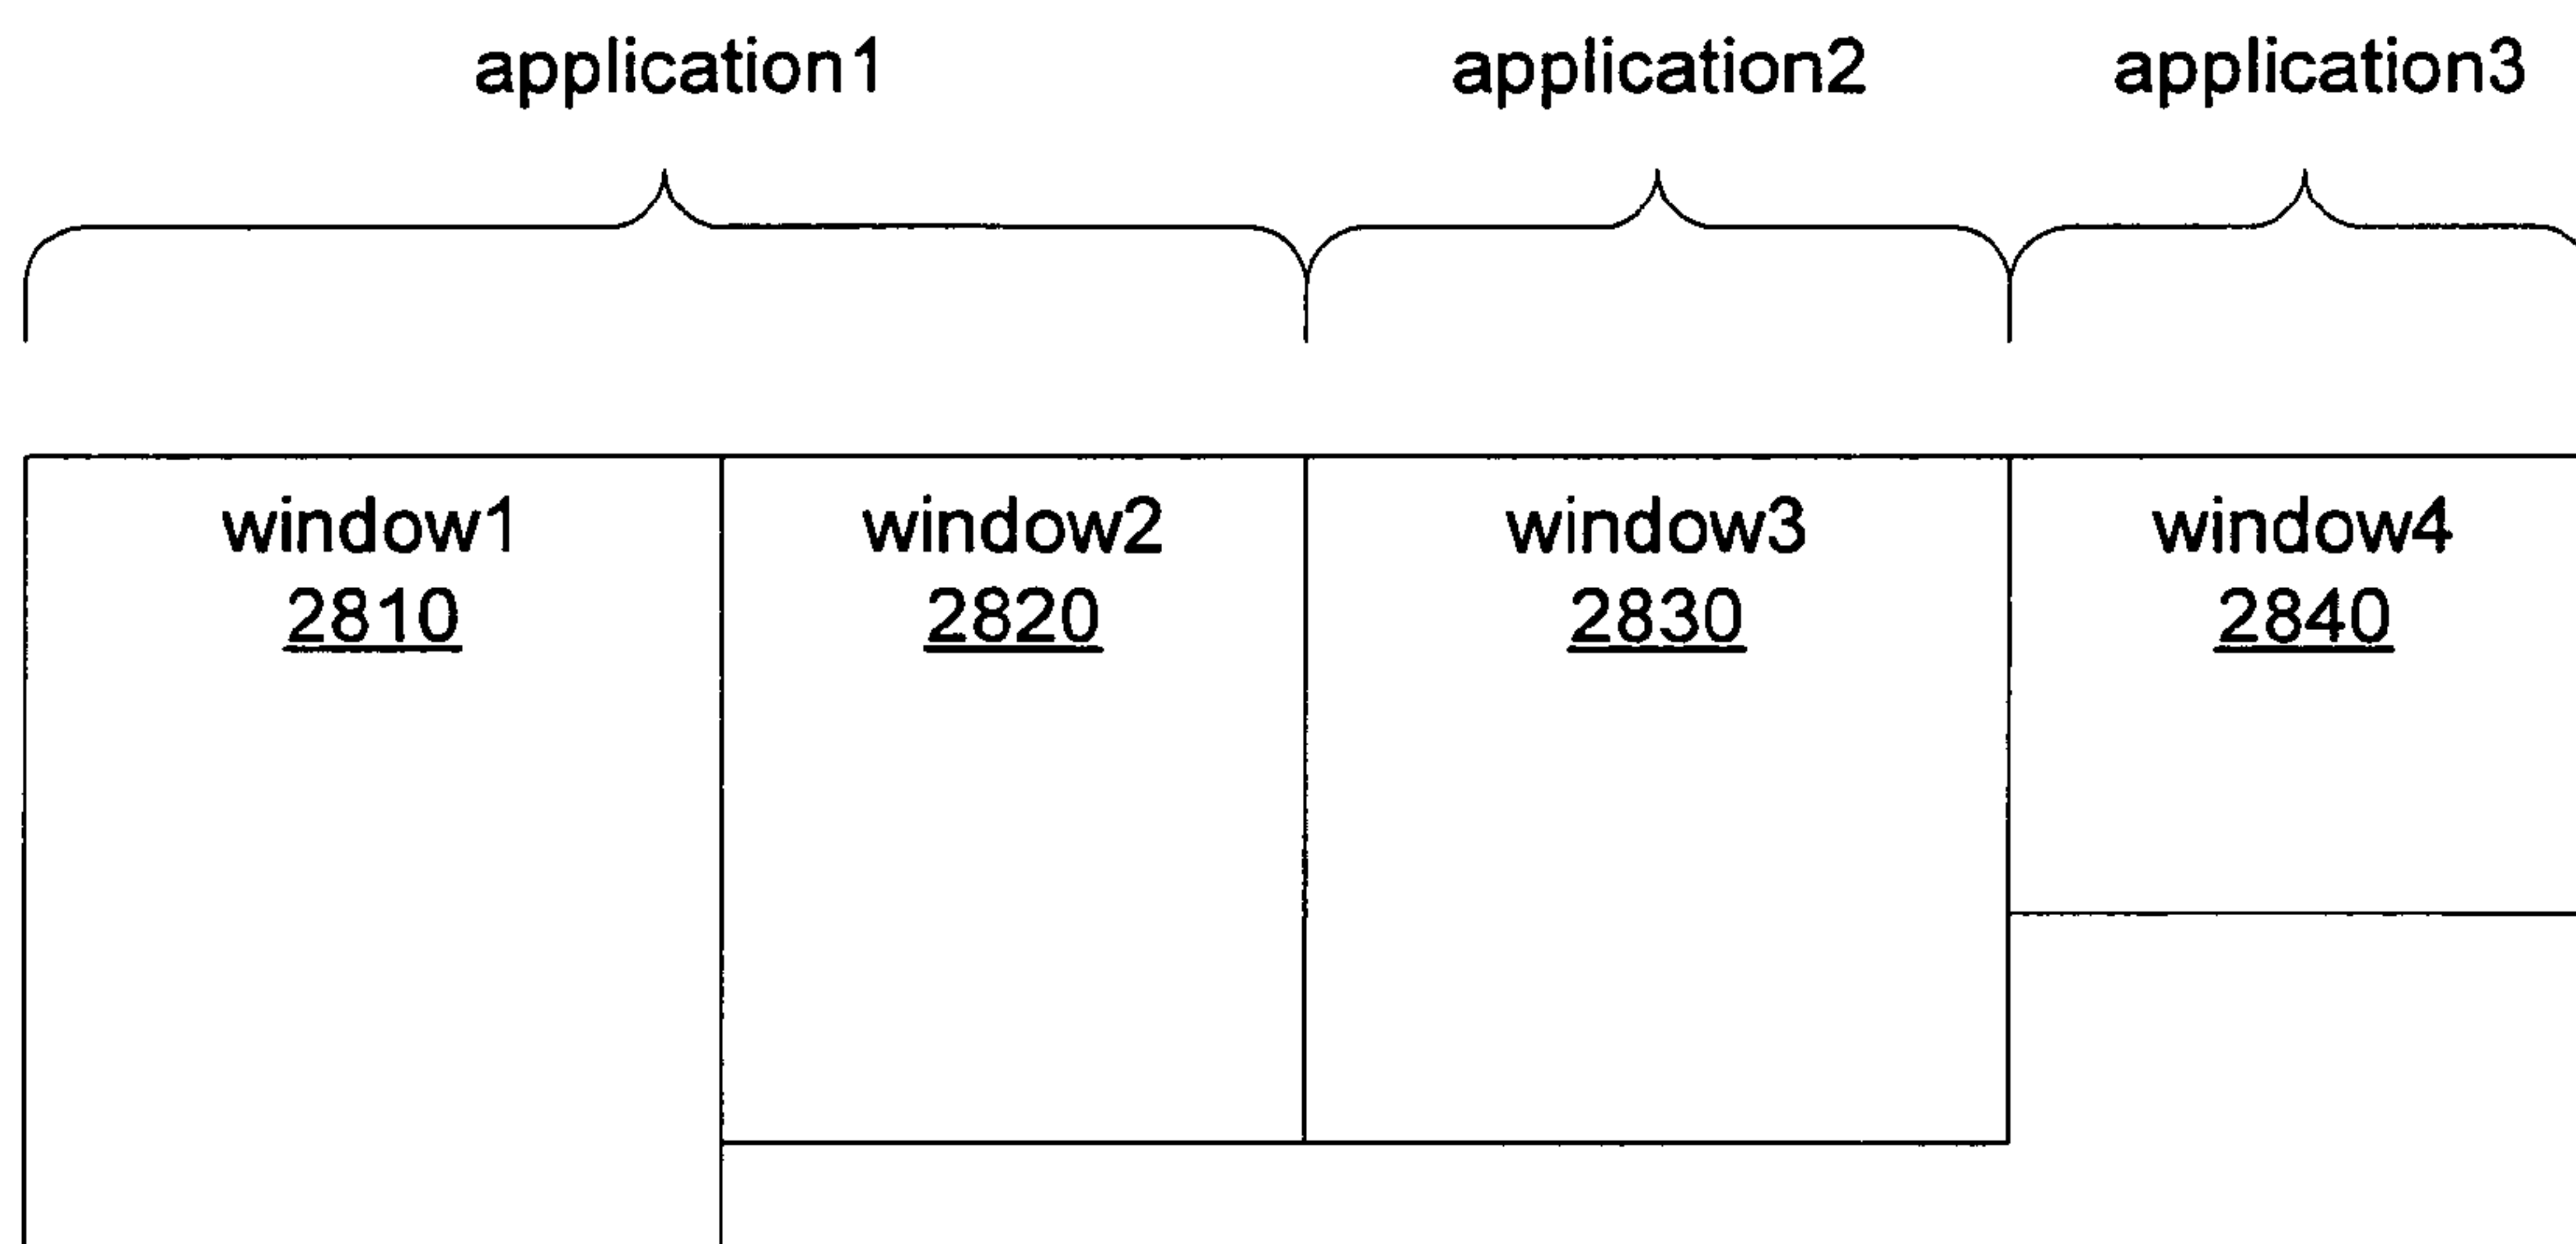 application1 application2 application3
window1 window2 window3 window4
2810 2820 2830 2840